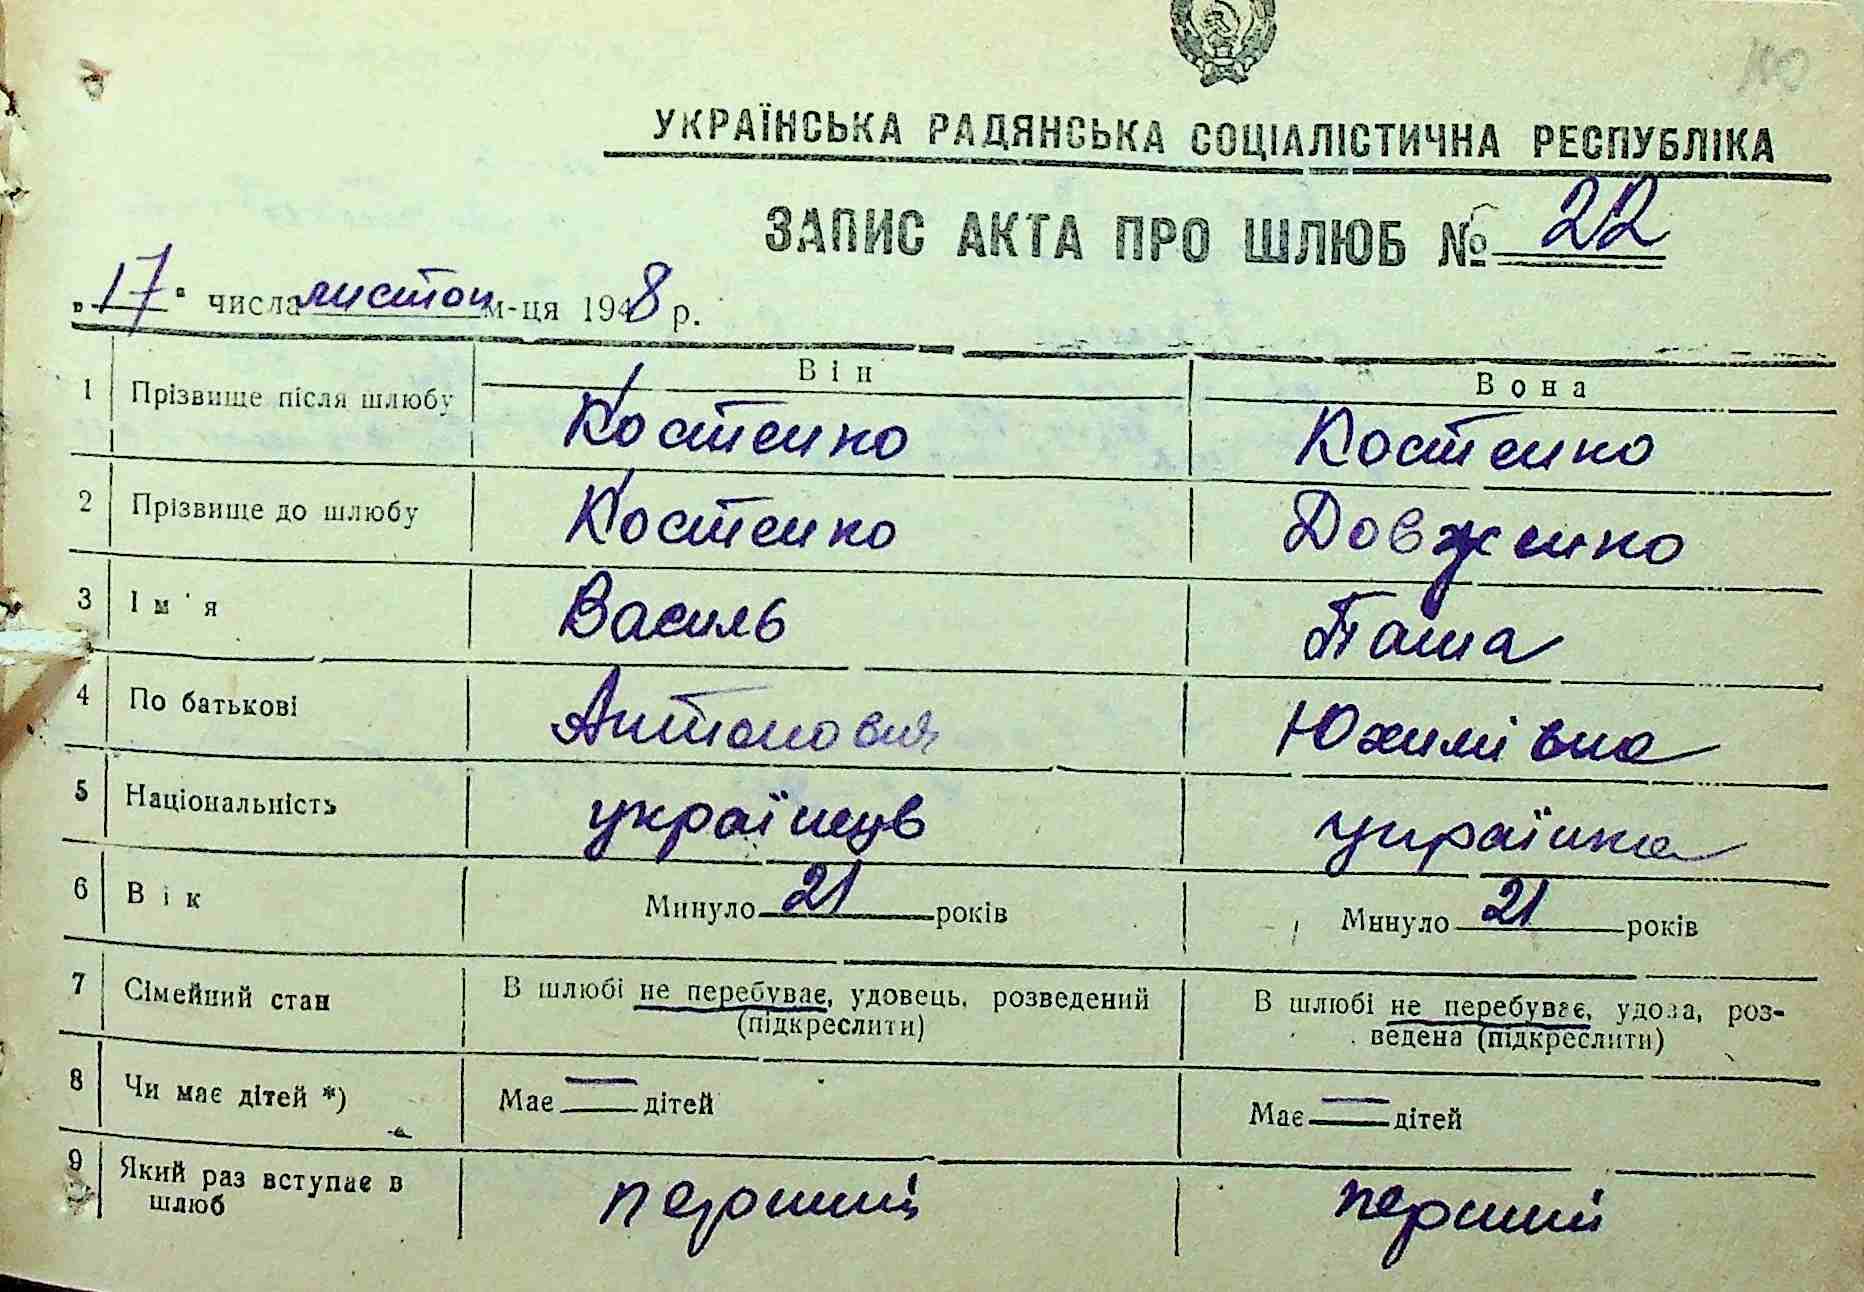 УКРАЇНСЬКА РАДЯНСЬКА СОЦІАЛІСТИЧНА РЕСПУБЛІКА
ЗАПИС АКТА ПРО ШЛЮБ № 22
„17“ числа листоп м-ця 1948 р.
Він Вона
1 Прізвище після шлюбу Костенко Костенко
2 Прізвище до шлюбу Костенко Довженко
3 Ім'я Василь Паша
4 По батькові Антонович Юхимівна
5 Національність українць українка
6 Вік Минуло 21 років Минуло 21 років
7 Сімейний стан В шлюбі не перебуває, удовець, розведений В шлюбі не перебуває, удова, роз-
(підкреслити) ведена (підкреслити)
8 Чи має дітей *) Має — дітей Має — дітей
9 Який раз вступає в перший перший
шлюб